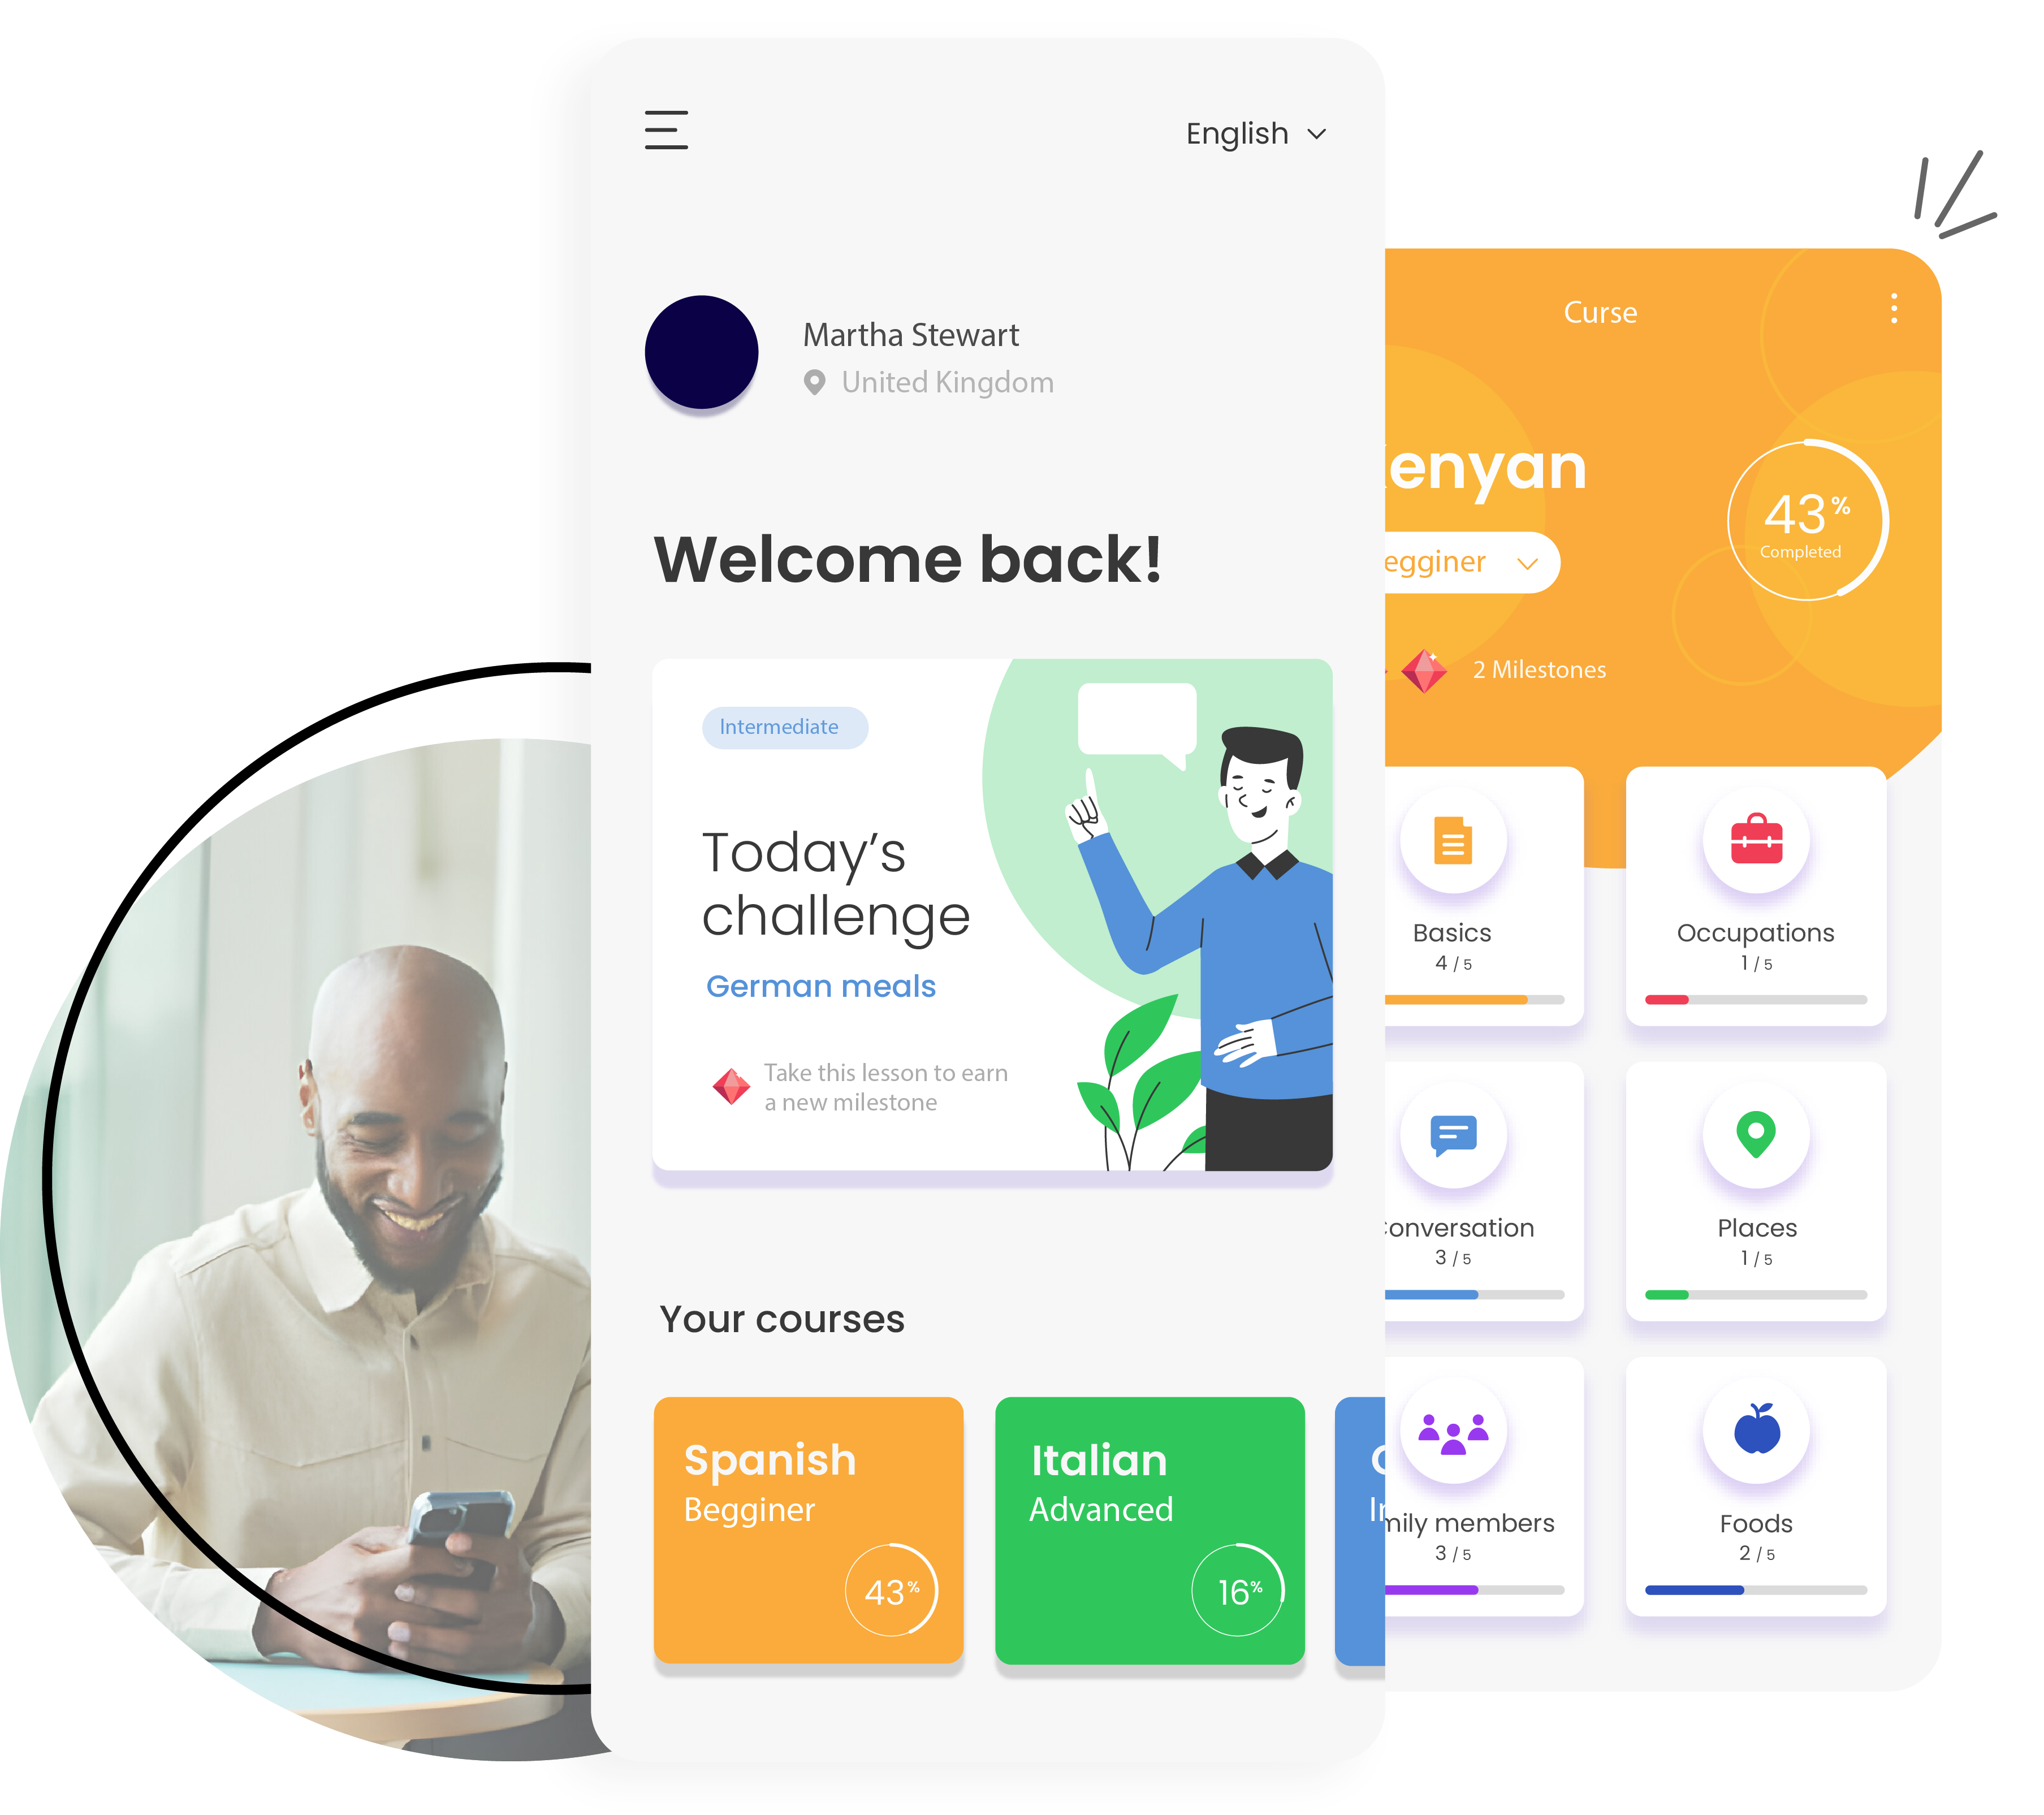 English
Martha Stewart
United Kingdom
Welcome back!
Intermediate
Today’s
challenge
German meals
Take this lesson to earn
a new milestone
Your courses
Spanish
Begginer
43%
Italian
Advanced
16%
Curse
enyan
egginer
43%
Completed
2 Milestones
Basics
4 / 5
Occupations
1 / 5
onversation
3 / 5
Places
1 / 5
mily members
3 / 5
Foods
2 / 5